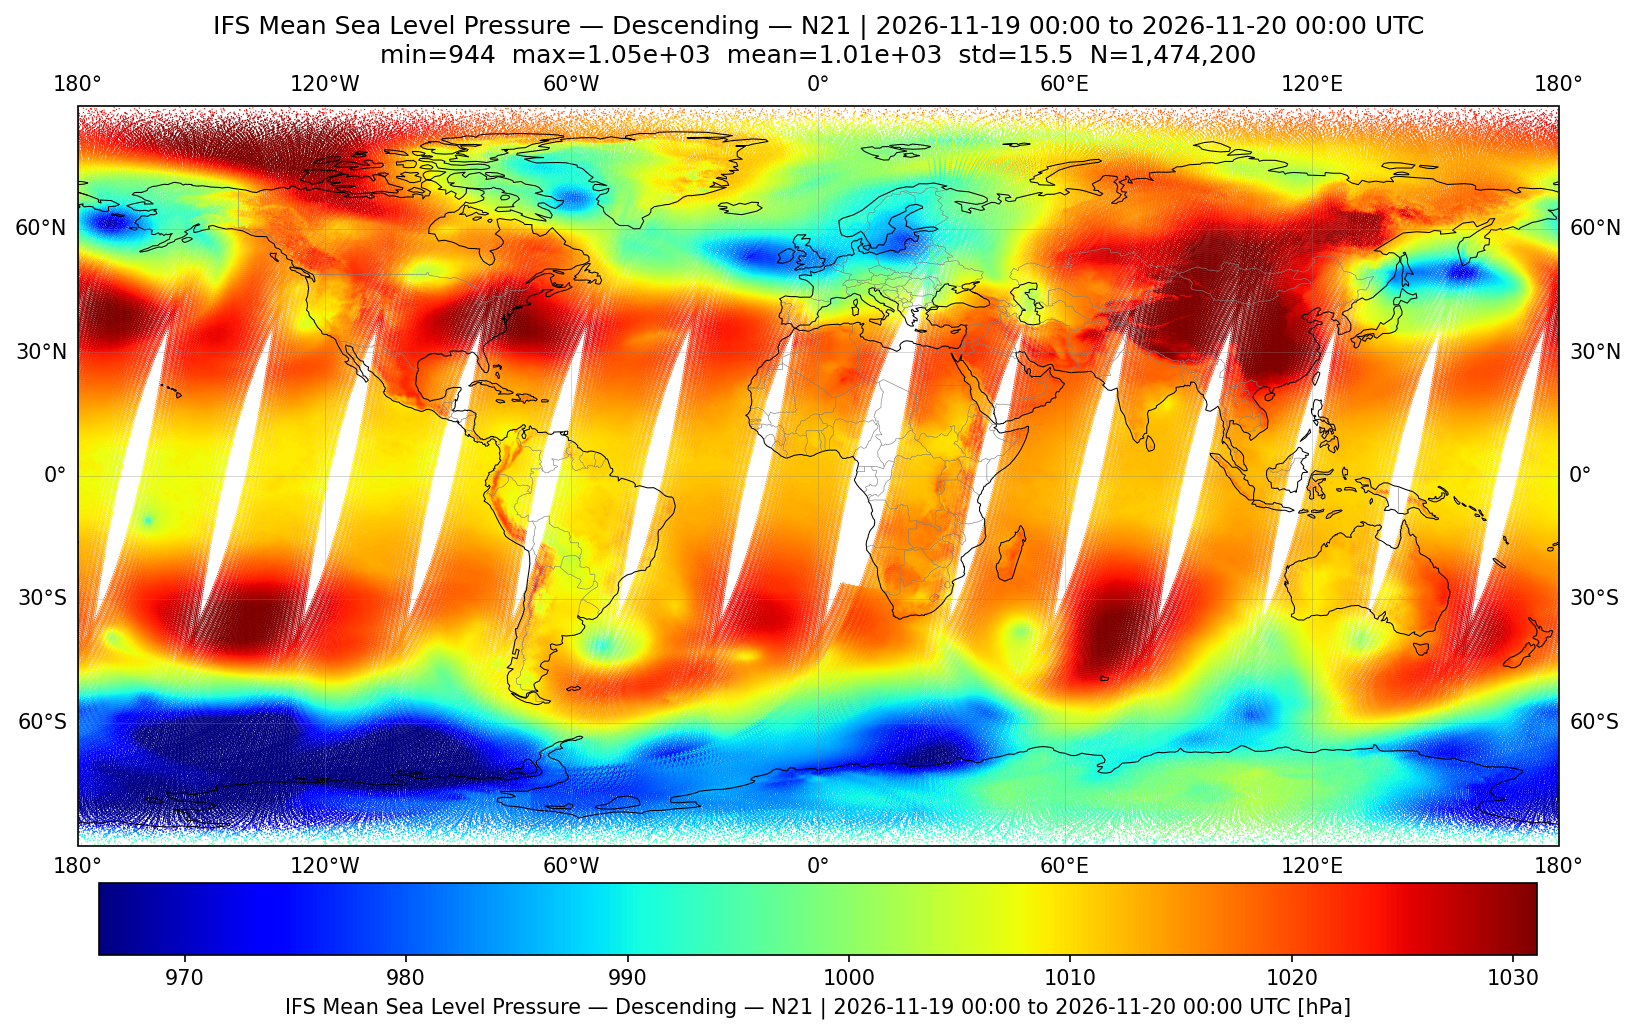 IFS Mean Sea Level Pressure — Descending — N21 | 2026-11-19 00:00 to 2026-11-20 00:00 UTC
min=944 max=1.05e+03 mean=1.01e+03 std=15.5 N=1,474,200
180° 120°W 60°W 0° 60°E 120°E 180°
60°N 60°N
30°N 30°N
0° 0°
30°S 30°S
60°S 60°S
180° 120°W 60°W 0° 60°E 120°E 180°
970 980 990 1000 1010 1020 1030
IFS Mean Sea Level Pressure — Descending — N21 | 2026-11-19 00:00 to 2026-11-20 00:00 UTC [hPa]